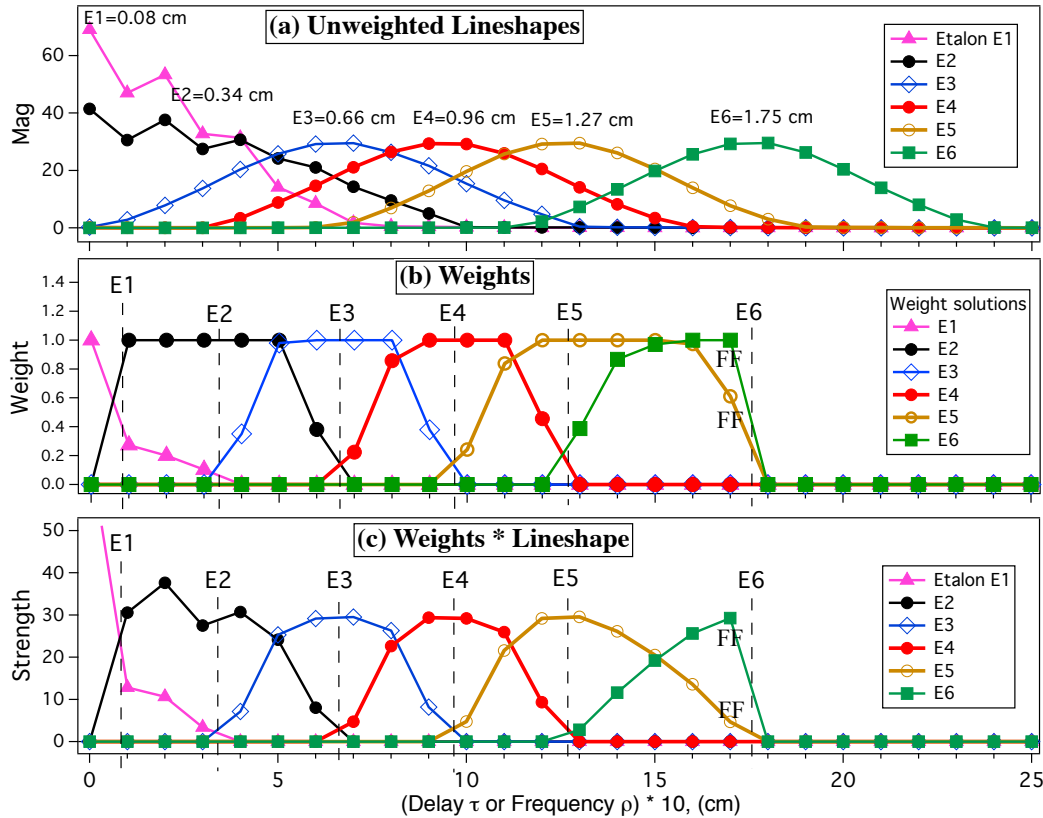 (a) Unweighted Lineshapes
E1=0.08 cm
E2=0.34 cm
E3=0.66 cm
E4=0.96 cm
E5=1.27 cm
E6=1.75 cm
Etalon E1
E2
E3
E4
E5
E6
Mag
60
40
20
0
(b) Weights
E1
E2
E3
E4
E5
E6
Weight solutions
E1
E2
E3
E4
E5
E6
FF
FF
Weight
1.4
1.2
1.0
0.8
0.6
0.4
0.2
0.0
(c) Weights * Lineshape
E1
E2
E3
E4
E5
E6
Etalon E1
E2
E3
E4
E5
E6
FF
FF
Strength
50
40
30
20
10
0
0 5 10 15 20 25
(Delay τ or Frequency ρ) * 10, (cm)